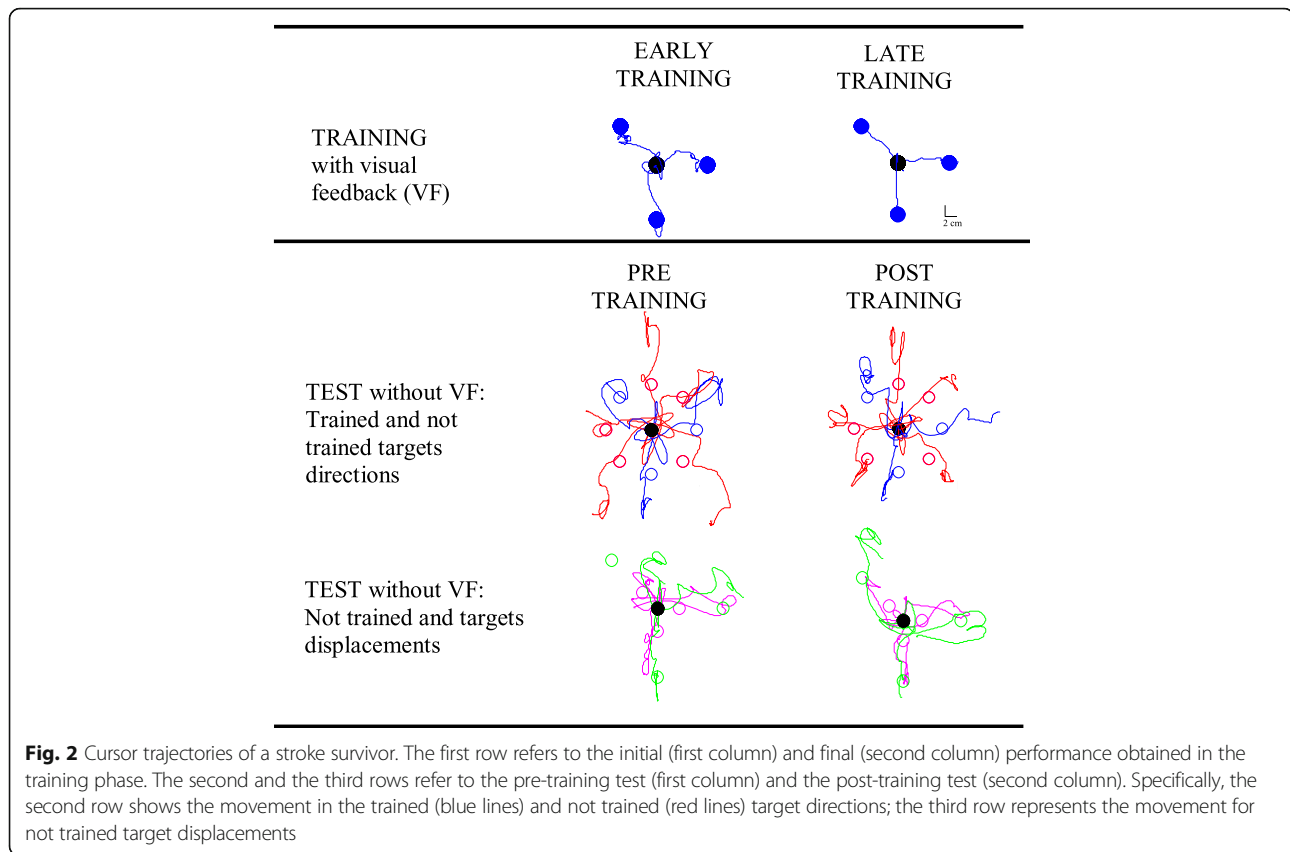 EARLY
TRAINING
LATE
TRAINING
TRAINING
with visual
feedback (VF)
2 cm
PRE
TRAINING
POST
TRAINING
TEST without VF:
Trained and not
trained targets
directions
TEST without VF:
Not trained and targets
displacements
Fig. 2 Cursor trajectories of a stroke survivor. The first row refers to the initial (first column) and final (second column) performance obtained in the
training phase. The second and the third rows refer to the pre-training test (first column) and the post-training test (second column). Specifically, the
second row shows the movement in the trained (blue lines) and not trained (red lines) target directions; the third row represents the movement for
not trained target displacements